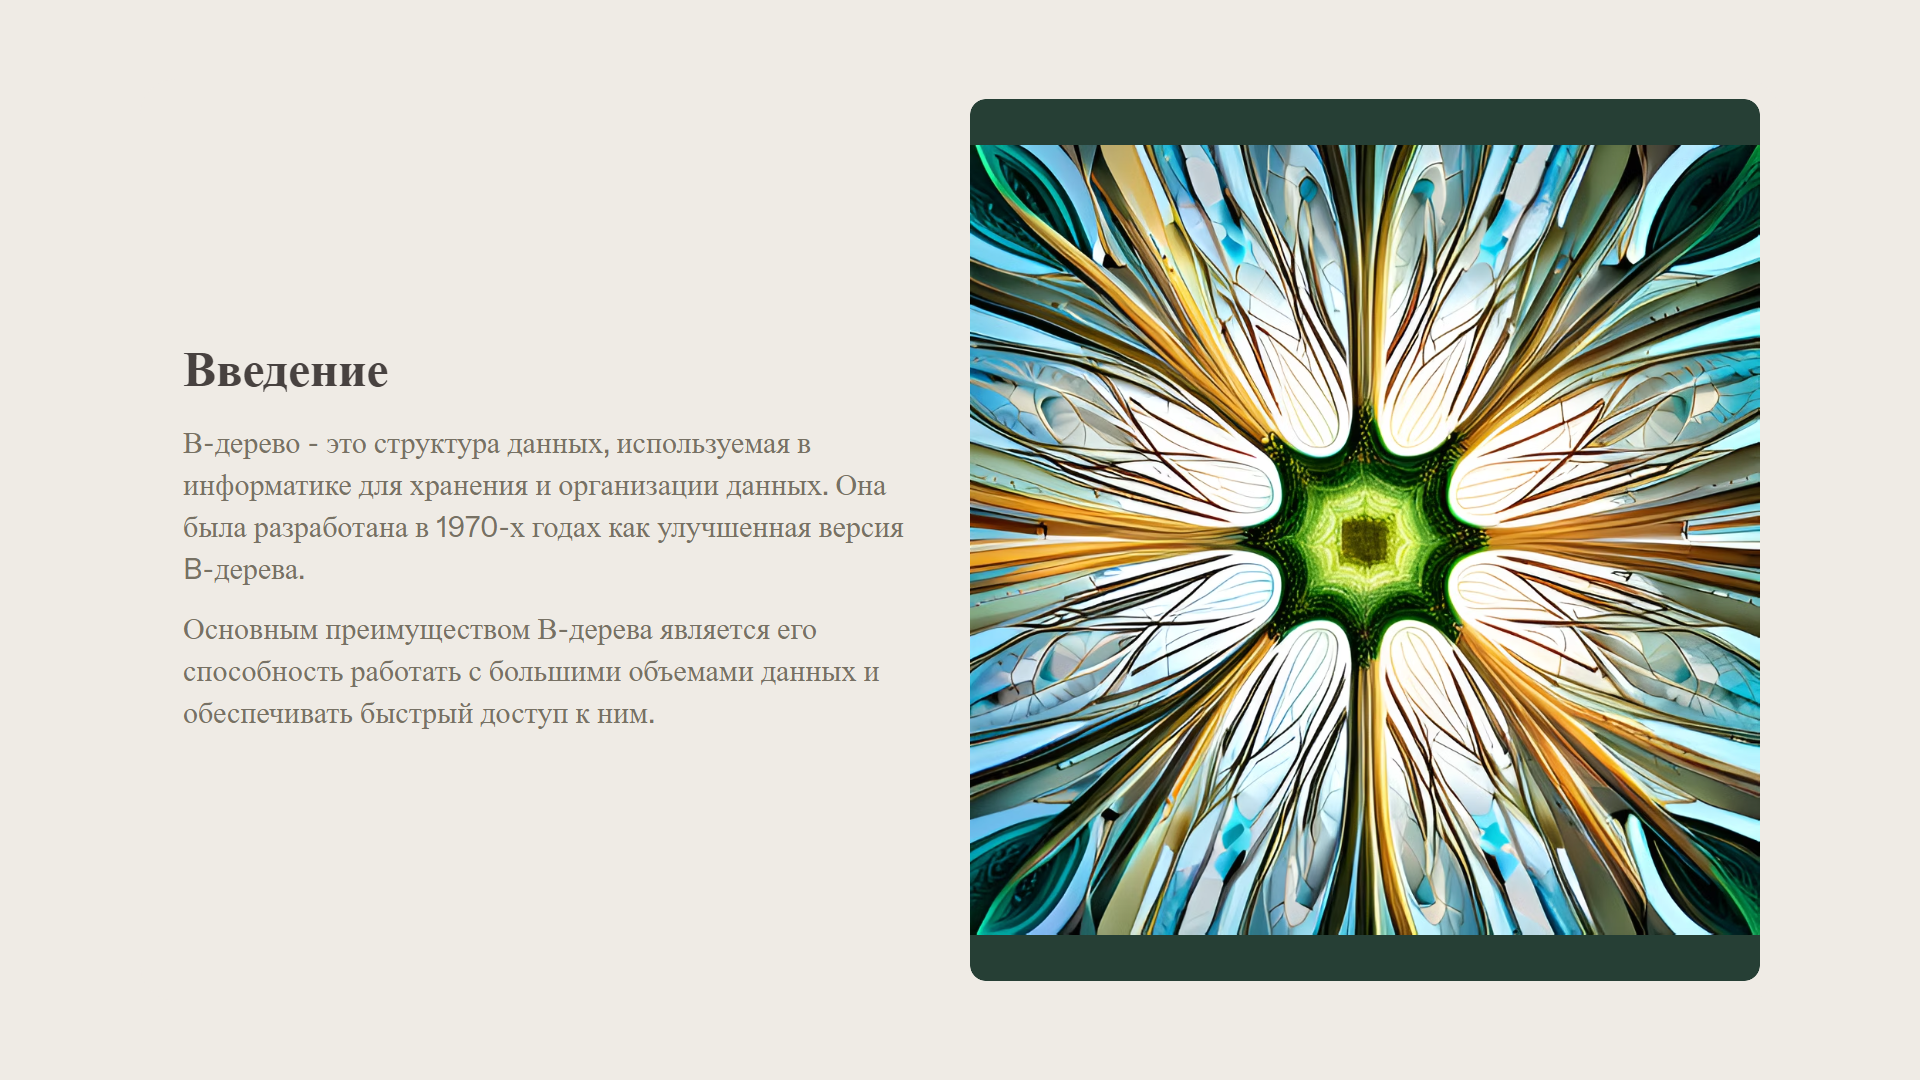 Введение
В-дерево - это структура данных, используемая в
информатике для хранения и организации данных. Она
была разработана в 1970-х годах как улучшенная версия
B-дерева.
Основным преимуществом В-дерева является его
способность работать с большими объемами данных и
обеспечивать быстрый доступ к ним.